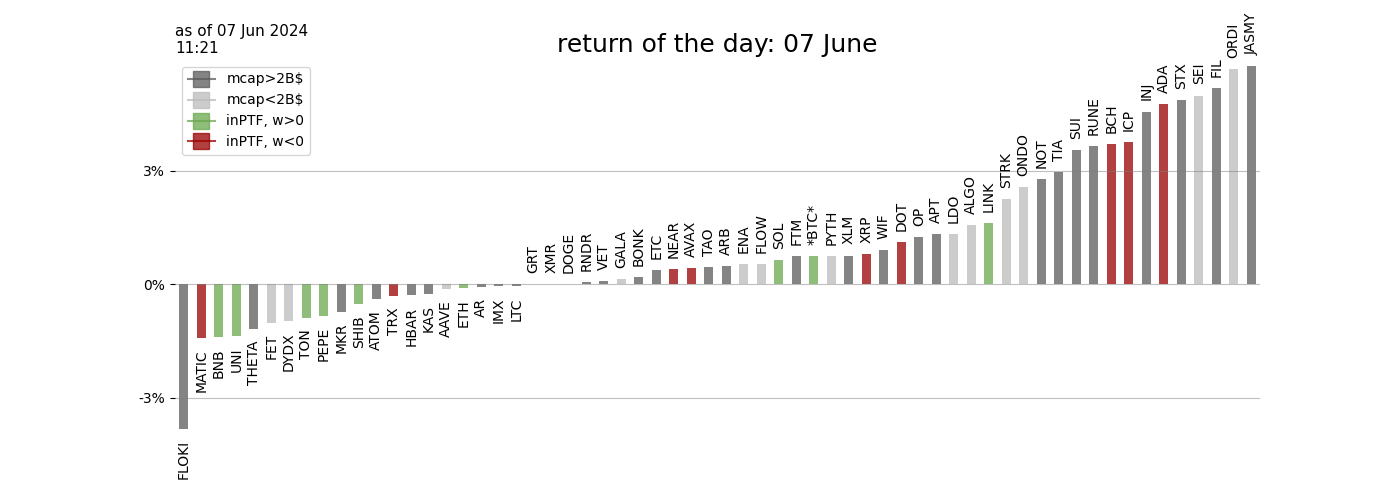 as of 07 Jun 2024
11:21
return of the day: 07 June
mcap>2B$
mcap<2B$
inPTF, w>0
inPTF, w<0
3%
0%
-3%
FLOKI
MATIC
BNB
UNI
THETA
FET
DYDX
TON
PEPE
MKR
SHIB
ATOM
TRX
HBAR
KAS
AAVE
ETH
AR
IMX
LTC
GRT
XMR
DOGE
RNDR
VET
GALA
BONK
ETC
NEAR
AVAX
TAO
ARB
ENA
FLOW
SOL
FTM
*BTC*
PYTH
XLM
XRP
WIF
DOT
OP
APT
LDO
ALGO
LINK
STRK
ONDO
NOT
TIA
SUI
RUNE
BCH
ICP
INJ
ADA
STX
SEI
FIL
ORDI
JASMY